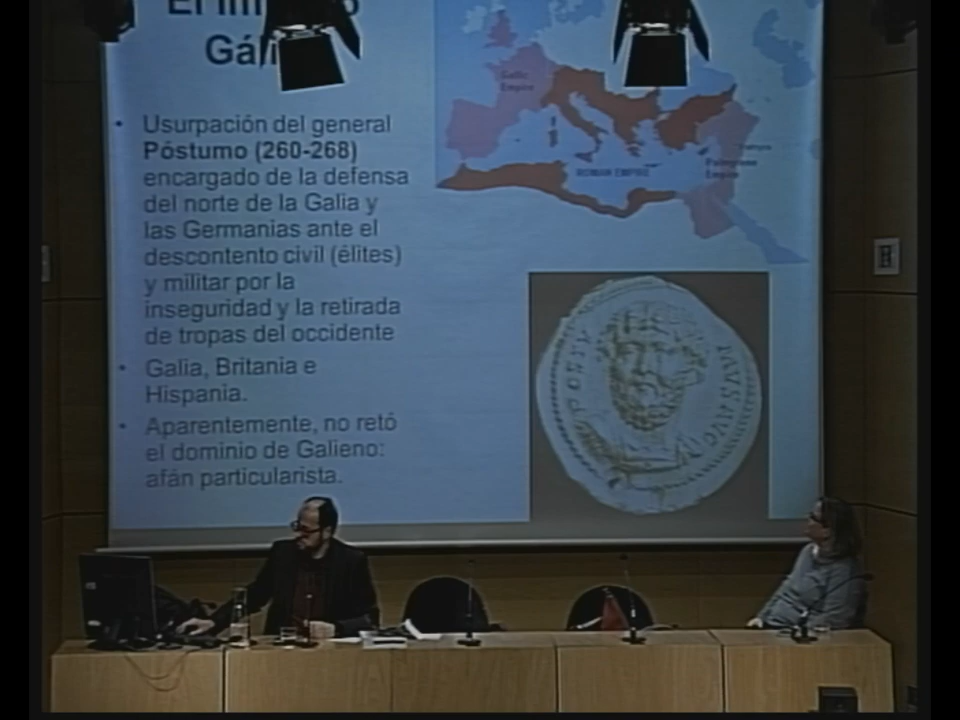 El
Gál
• Usurpación del general
Póstumo (260-268)
encargado de la defensa
del norte de la Galia y
las Germanias ante el
descontento civil (élites)
y militar por la
inseguridad y la retirada
de tropas del occidente
• Galia, Britania e
Hispania.
• Aparentemente, no retó
el dominio de Galieno:
afán particularista.
Gallic
Empire
ROMAN EMPIRE
Palmyrene
Empire